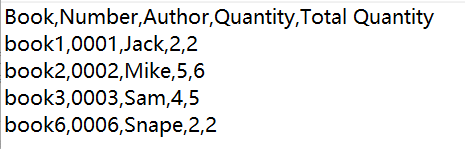 Book,Number,Author,Quantity,Total Quantity
book1,0001,Jack,2,2
book2,0002,Mike,5,6
book3,0003,Sam,4,5
book6,0006,Snape,2,2